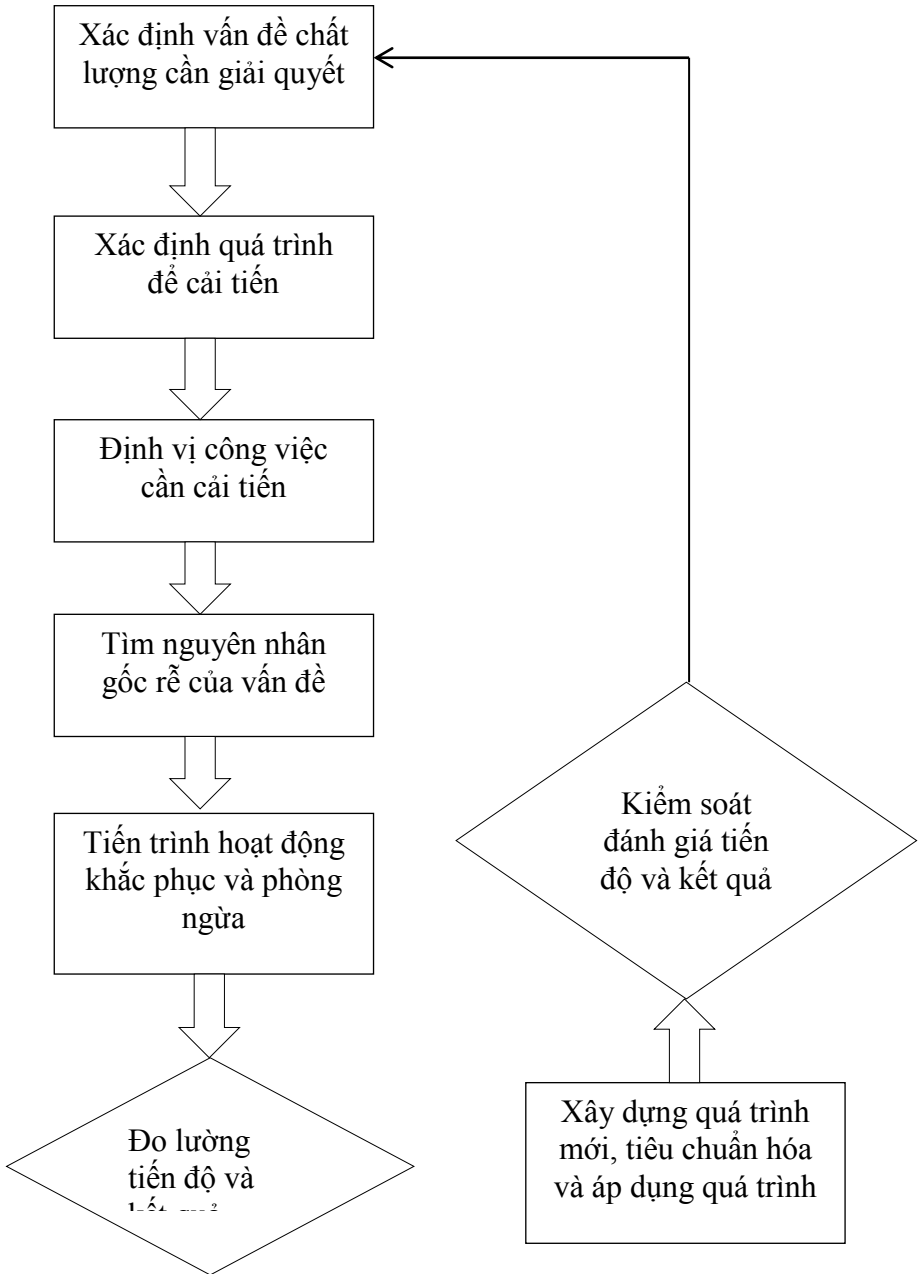 Xác định vấn đề chất
lượng cần giải quyết
Xác định quá trình
để cải tiến
Định vị công việc
cần cải tiến
Tìm nguyên nhân
gốc rễ của vấn đề
Tiến trình hoạt động
khắc phục và phòng
ngừa
Đo lường
tiến độ và
Kiểm soát
đánh giá tiến
độ và kết quả
Xây dựng quá trình
mới, tiêu chuẩn hóa
và áp dụng quá trình